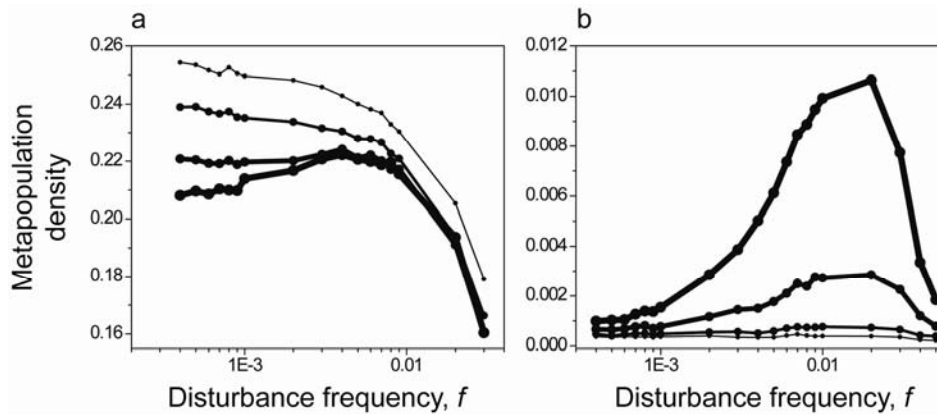 a
b
0.26
0.24
0.22
0.20
0.18
0.16
1E-3
0.01
Metapopulation
density
Disturbance frequency, f
0.012
0.010
0.008
0.006
0.004
0.002
0.000
1E-3
0.01
Disturbance frequency, f